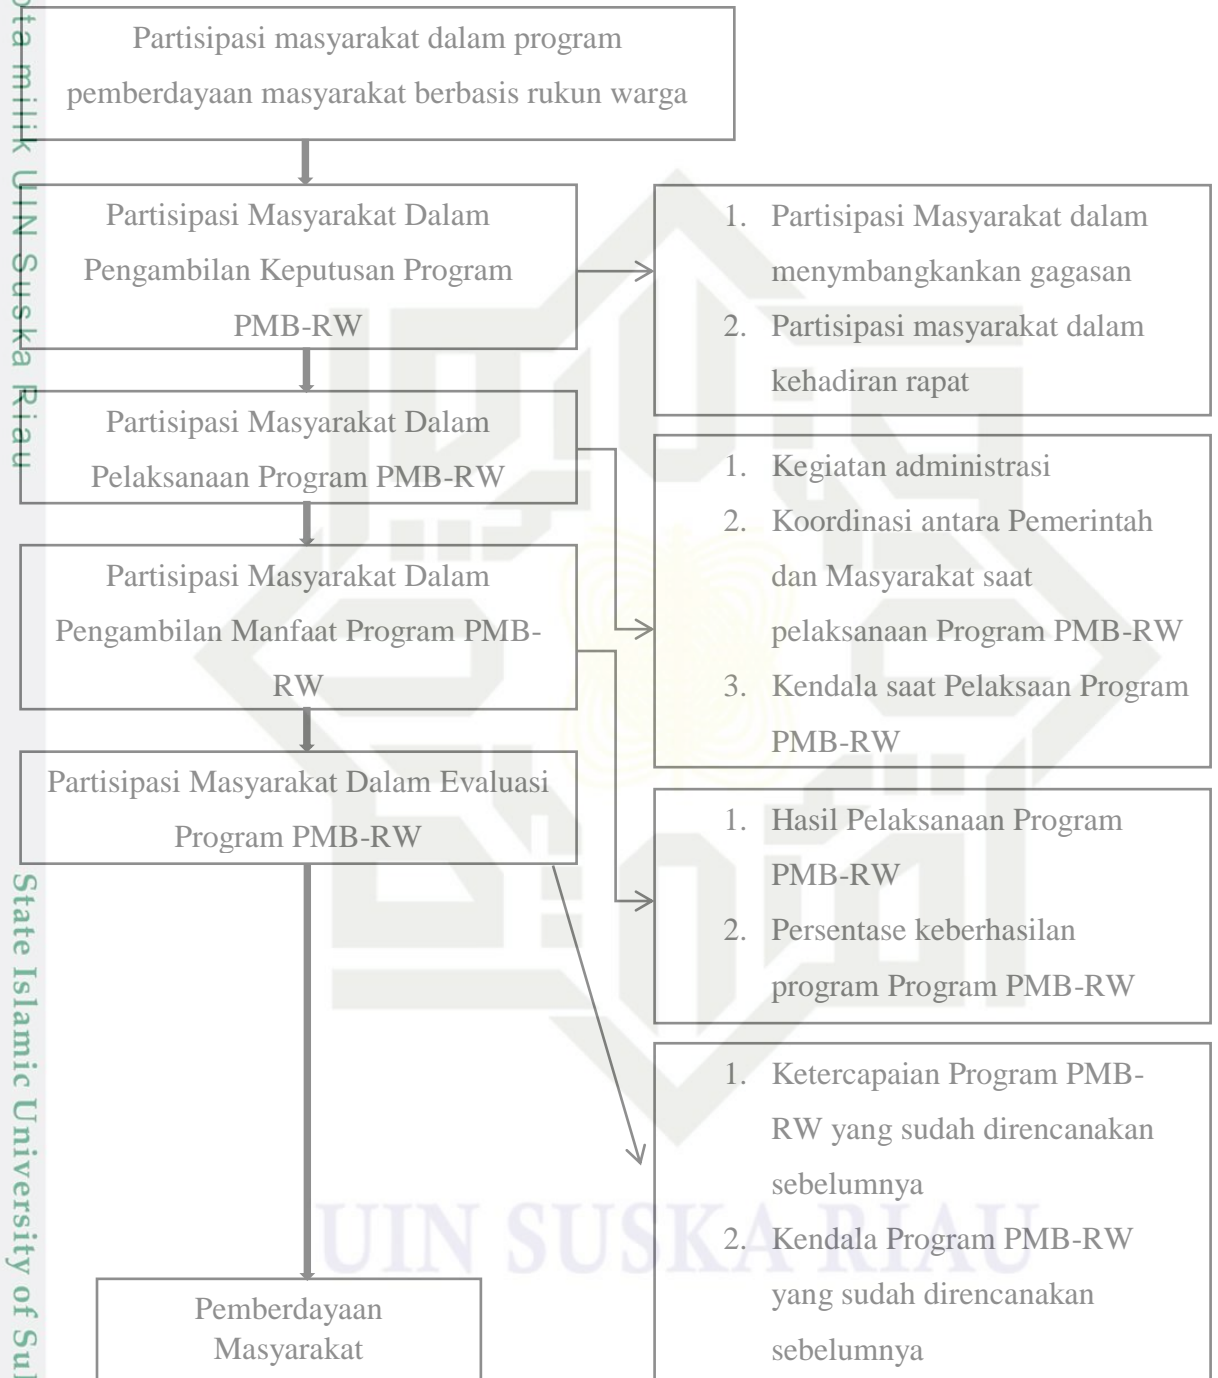 Partisipasi masyarakat dalam program
pemberdayaan masyarakat berbasis rukun warga
Partisipasi Masyarakat Dalam
Pengambilan Keputusan Program
PMB-RW
1. Partisipasi Masyarakat dalam
menymbangkankan gagasan
2. Partisipasi masyarakat dalam
kehadiran rapat
Partisipasi Masyarakat Dalam
Pelaksanaan Program PMB-RW
1. Kegiatan administrasi
2. Koordinasi antara Pemerintah
dan Masyarakat saat
pelaksanaan Program PMB-RW
3. Kendala saat Pelaksaan Program
PMB-RW
Partisipasi Masyarakat Dalam
Pengambilan Manfaat Program PMB-
RW
1. Hasil Pelaksanaan Program
PMB-RW
2. Persentase keberhasilan
program Program PMB-RW
Partisipasi Masyarakat Dalam Evaluasi
Program PMB-RW
1. Ketercapaian Program PMB-
RW yang sudah direncanakan
sebelumnya
2. Kendala Program PMB-RW
yang sudah direncanakan
sebelumnya
Pemberdayaan
Masyarakat
milik UIN Suska Riau
State Islamic University of
UIN SUSKA RIAU